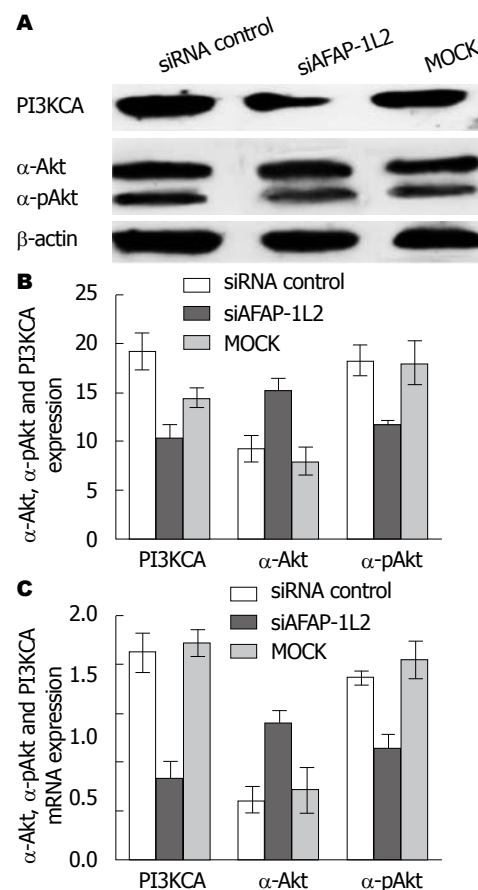 A
siRNA control siAFAP-1L2 MOCK
PI3KCA
α-Akt
α-pAkt
β-actin
B
siRNA control
siAFAP-1L2
MOCK
α-Akt, α-pAkt and PI3KCA
expression
25
20
15
10
5
0
PI3KCA α-Akt α-pAkt
C
siRNA control
siAFAP-1L2
MOCK
α-Akt, α-pAkt and PI3KCA
mRNA expression
2.0
1.5
1.0
0.5
0.0
PI3KCA α-Akt α-pAkt